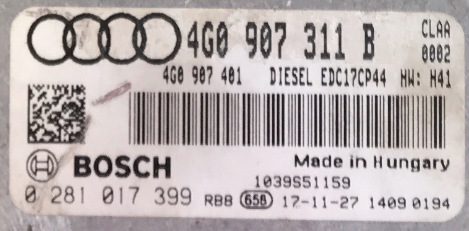 4G0 907 311 B CLAA
0002
4G0 907 401 DIESEL EDC17CP44 HW: H41
BOSCH Made in Hungary
1039S51159
0 281 017 399 RB8 658 17-11-27 1409 0194